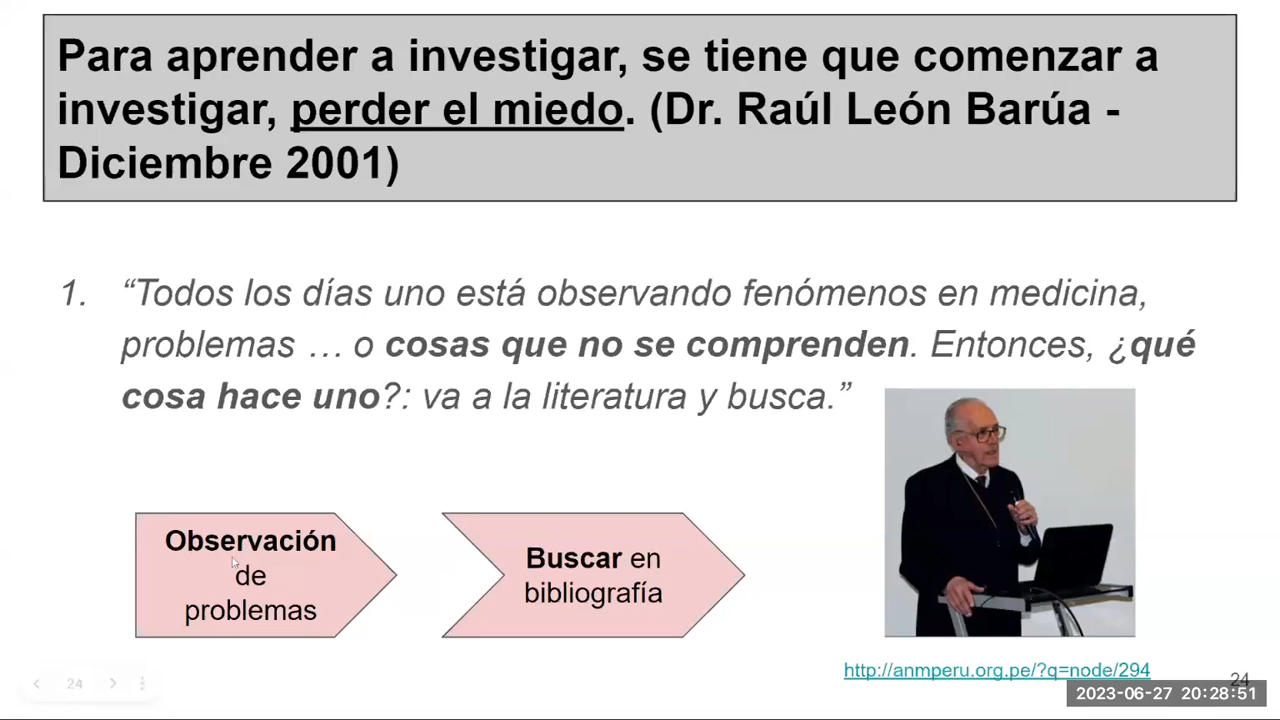 Para aprender a investigar, se tiene que comenzar a
investigar, perder el miedo. (Dr. Raúl León Barúa -
Diciembre 2001)
1. “Todos los días uno está observando fenómenos en medicina,
problemas … o cosas que no se comprenden. Entonces, ¿qué
cosa hace uno?: va a la literatura y busca.”
Observación
de
problemas
Buscar en
bibliografía
http://anmperu.org.pe/?q=node/294
24
24
2023-06-27 20:28:51